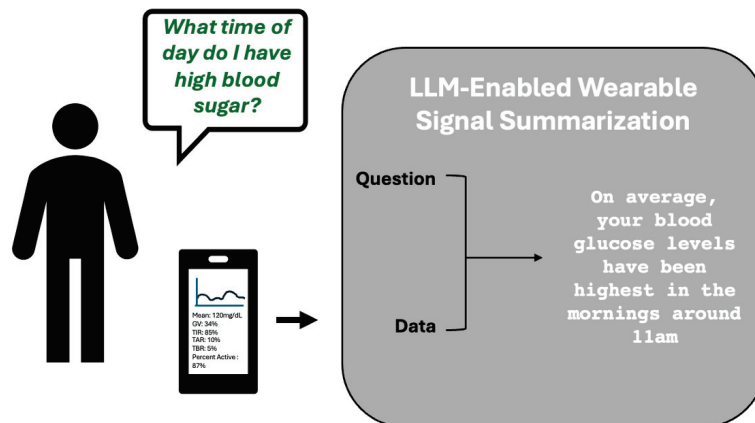 What time of
day do I have
high blood
sugar?
LLM-Enabled Wearable
Signal Summarization
Question
Data
On average,
your blood
glucose levels
have been
highest in the
mornings around
11am
Mean: 120mg/dL
GV: 34%
TIR: 85%
TAR: 10%
TBR: 5%
Percent Active :
87%